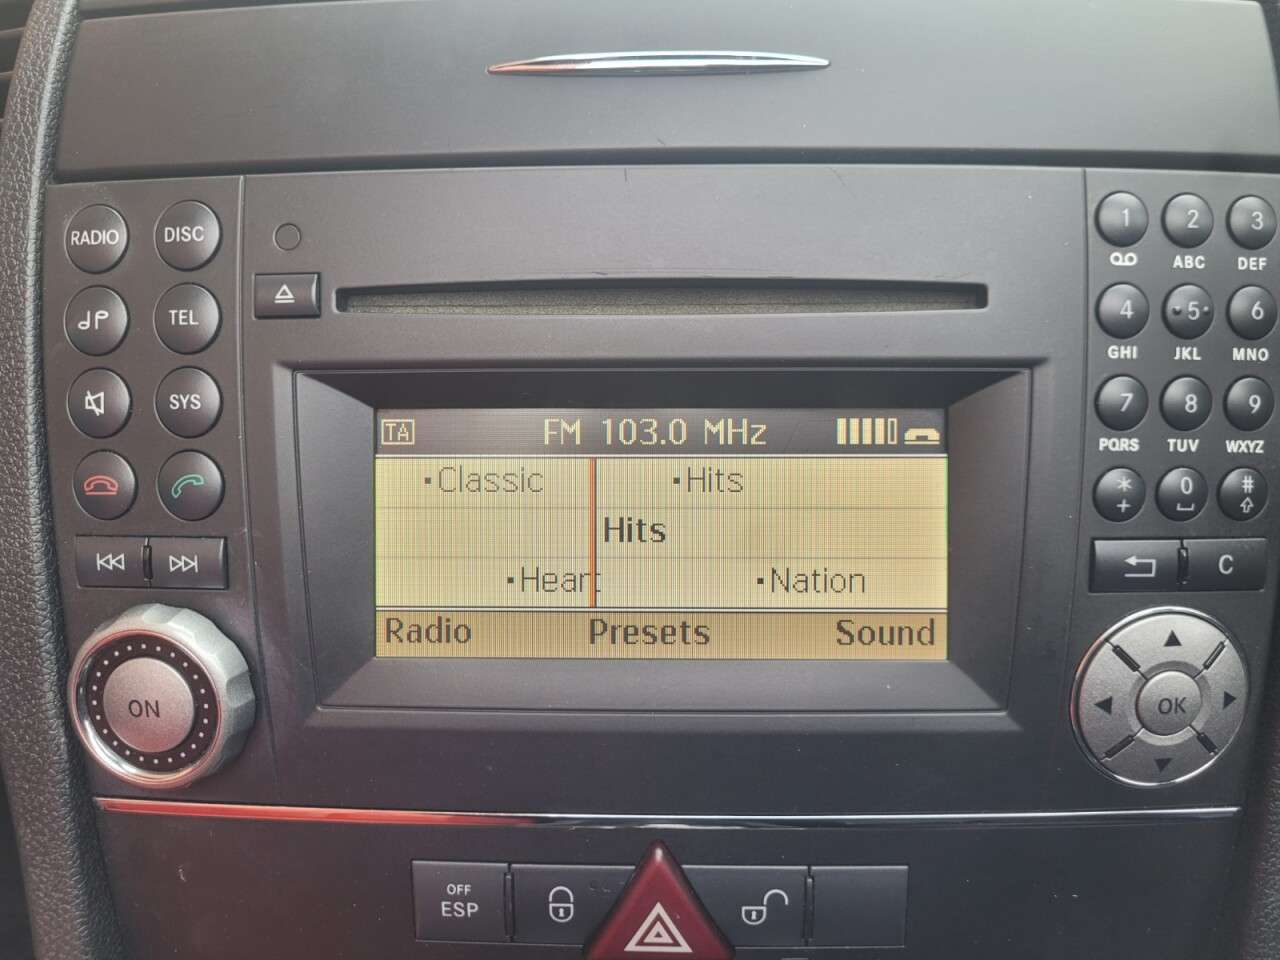 RADIO DISC
TEL
SYS
ON
TA FM 103.0 MHz
▪Classic ▪Hits
Hits
▪Heart ▪Nation
Radio Presets Sound
1 2 3
ABC DEF
4 5 6
GHI JKL MNO
7 8 9
PQRS TUV WXYZ
* 0 #
+
C
OK
OFF
ESP